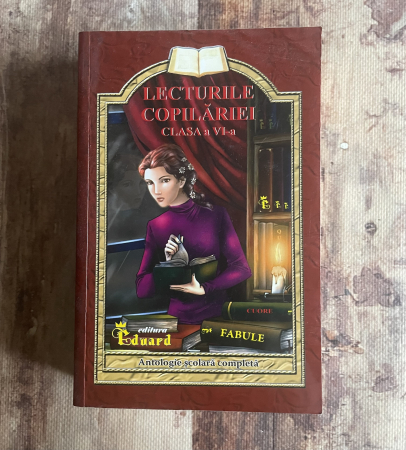 LECTURILE
COPILĂRIEI
CLASA a VI-a
CUORE
FABULE
editura
Eduard
Antologie școlară completă